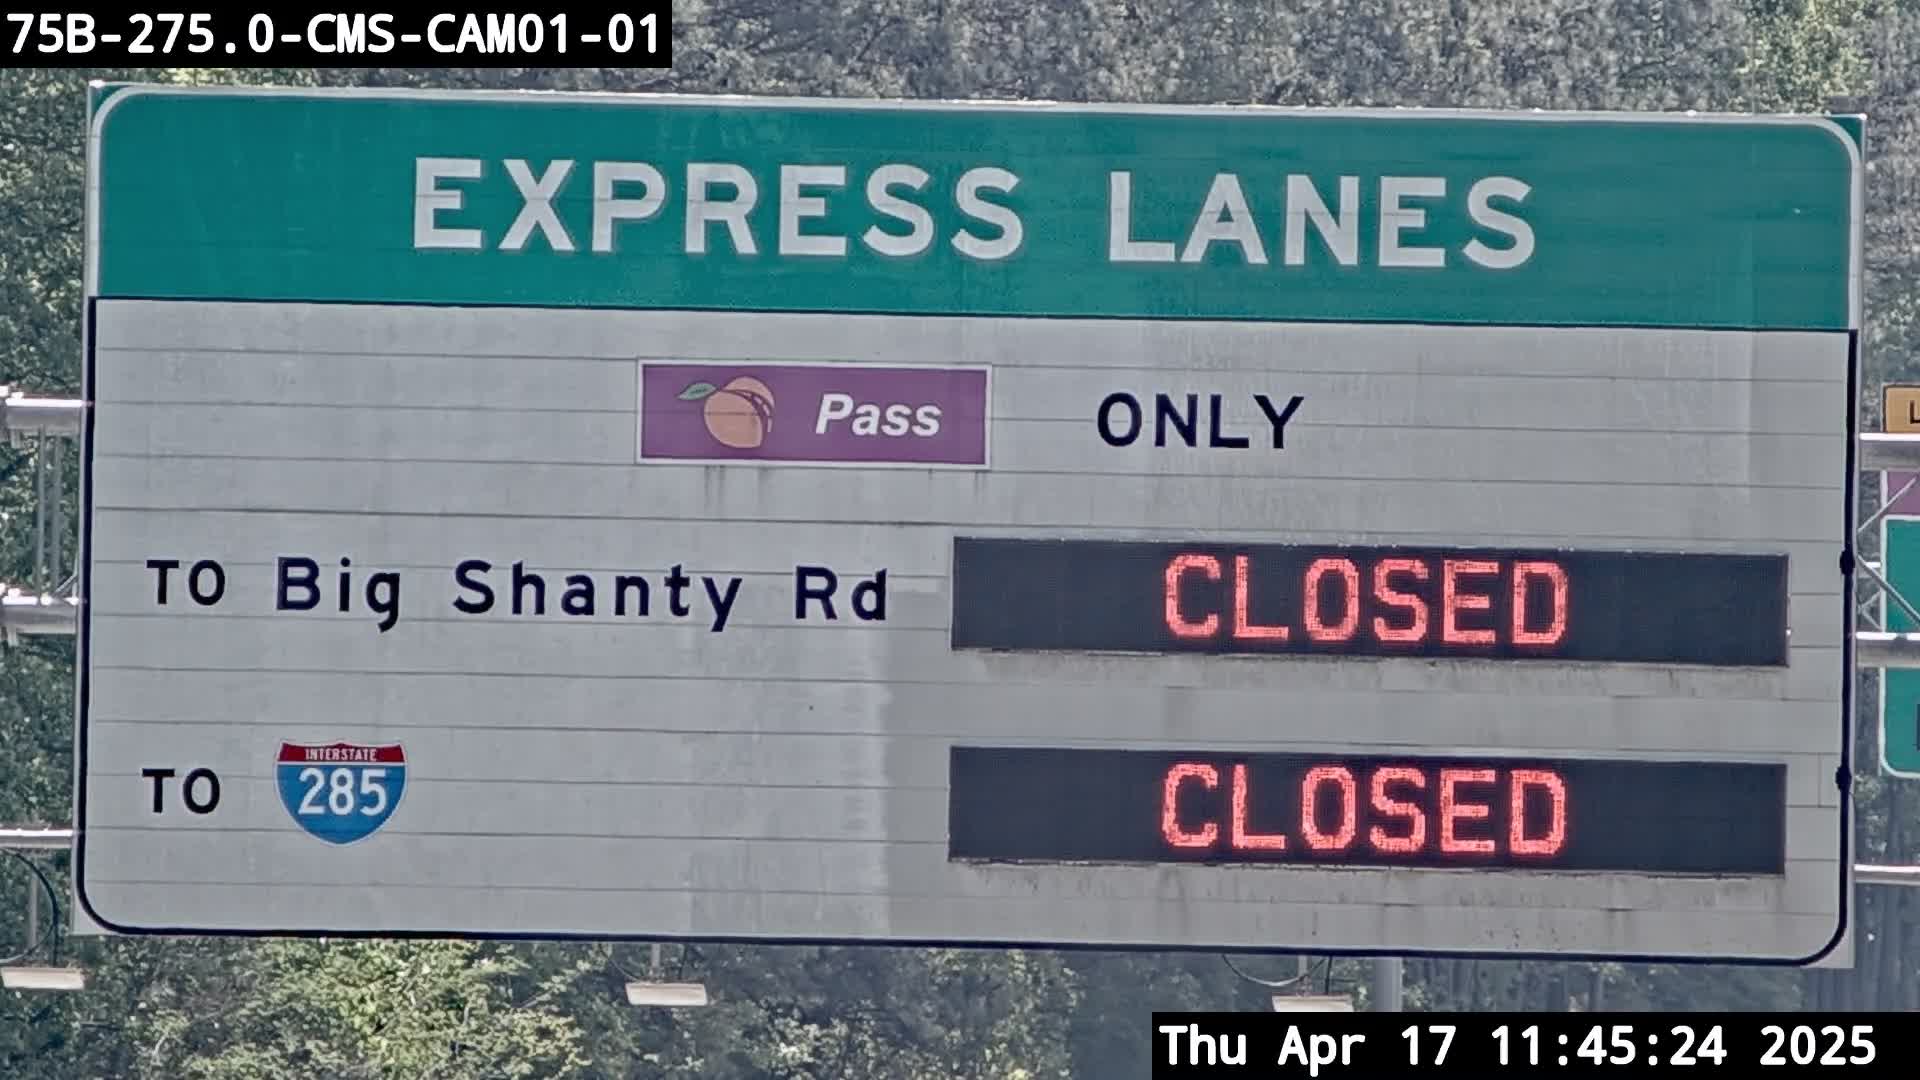 75B-275.0-CMS-CAM01-01
EXPRESS LANES
Pass ONLY
TO Big Shanty Rd CLOSED
TO INTERSTATE 285 CLOSED
Thu Apr 17 11:45:24 2025